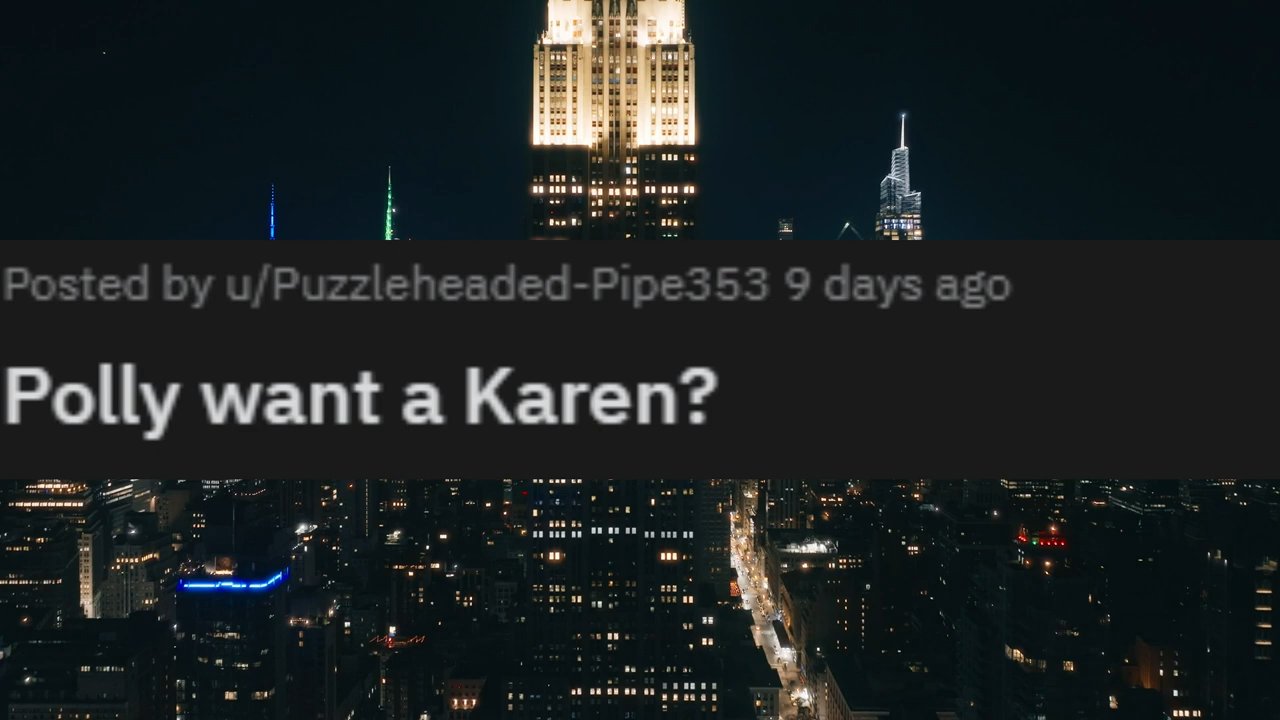 Posted by u/Puzzleheaded-Pipe353 9 days ago
Polly want a Karen?